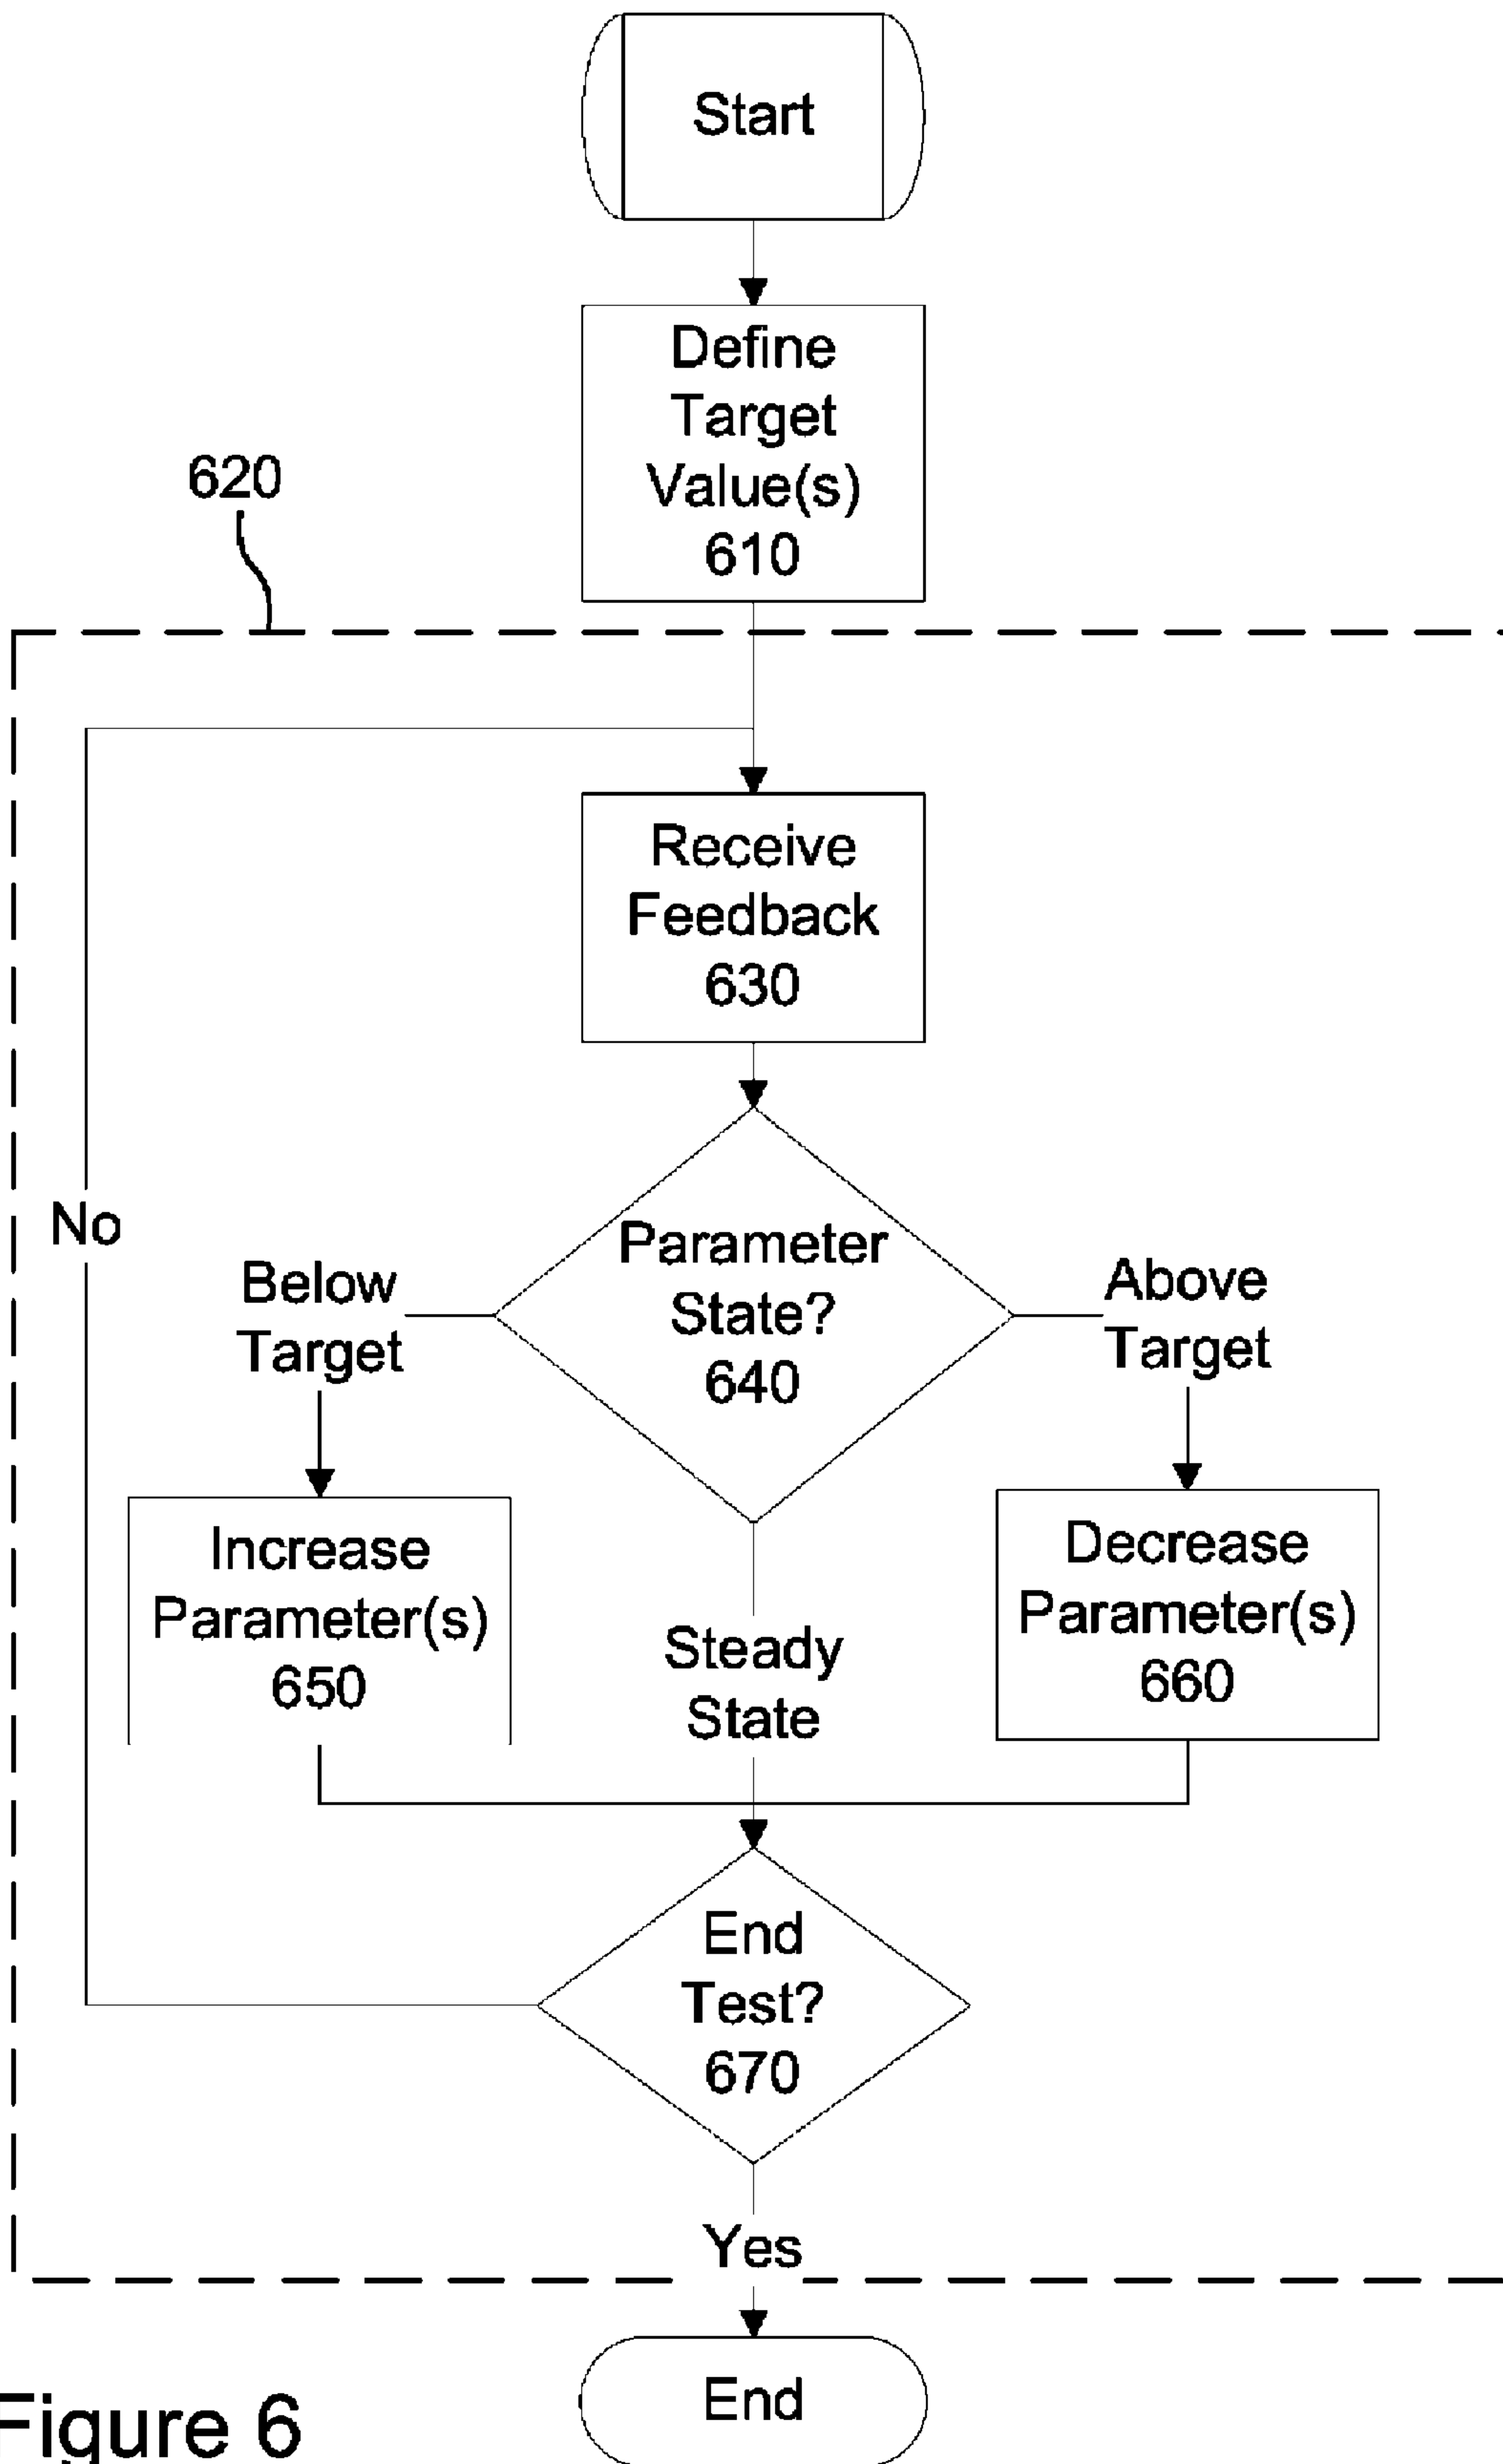 Start
Define
Target
Value(s)
610
620
Receive
Feedback
630
No
Below
Target
Parameter
State?
640
Above
Target
Increase
Parameter(s)
650
Steady
State
Decrease
Parameter(s)
660
End
Test?
670
Yes
End
Figure 6